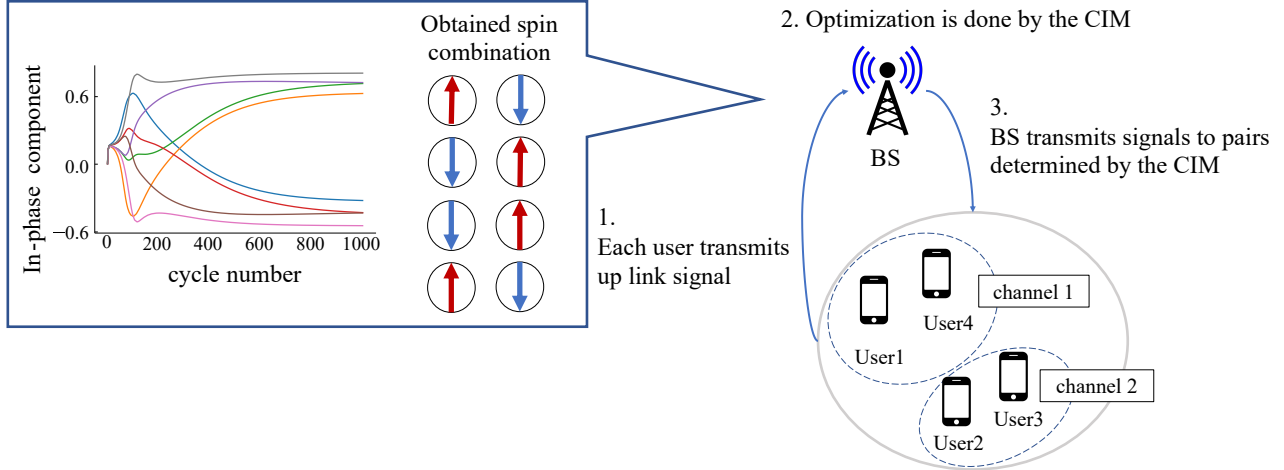 Obtained spin
combination
In-phase component
0.6
0.0
−0.6
0 200 400 600 800 1000
cycle number
1.
Each user transmits
up link signal
2. Optimization is done by the CIM
BS
3.
BS transmits signals to pairs
determined by the CIM
channel 1
User4
User1
channel 2
User3
User2